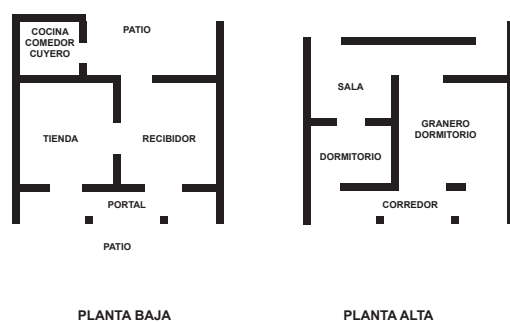 COCINA
COMEDOR
CUYERO
PATIO
TIENDA
RECIBIDOR
PORTAL
PATIO
PLANTA BAJA
SALA
GRANERO
DORMITORIO
DORMITORIO
CORREDOR
PLANTA ALTA